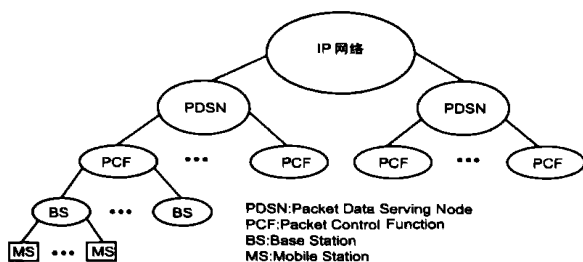 IP 网络
PDSN
PDSN
PCF
•••
PCF
PCF
•••
PCF
BS
•••
BS
MS
•••
MS
PDSN:Packet Data Serving Node
PCF:Packet Control Function
BS:Base Station
MS:Mobile Station